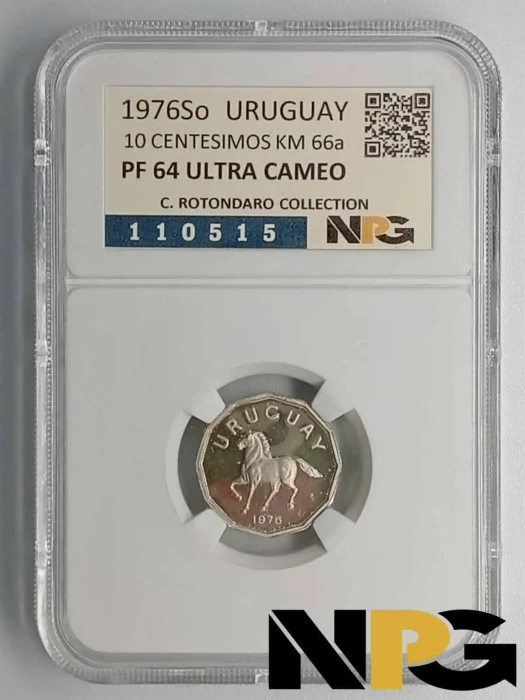 1976So URUGUAY
10 CENTESIMOS KM 66a
PF 64 ULTRA CAMEO
C. ROTONDARO COLLECTION
110515 NPG
URUGUAY
1976
NPG